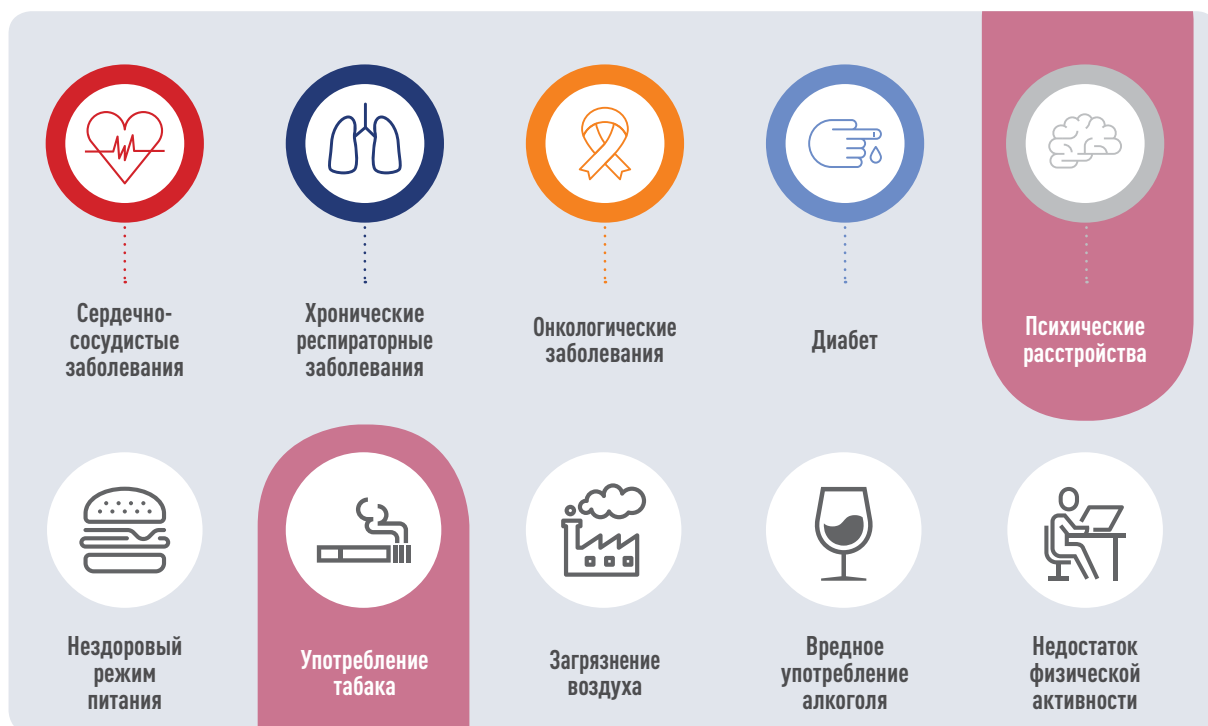 Сердечно-
сосудистые
заболевания
Хронические
респираторные
заболевания
Онкологические
заболевания
Диабет
Психические
расстройства
Нездоровый
режим
питания
Употребление
табака
Загрязнение
воздуха
Вредное
употребление
алкоголя
Недостаток
физической
активности